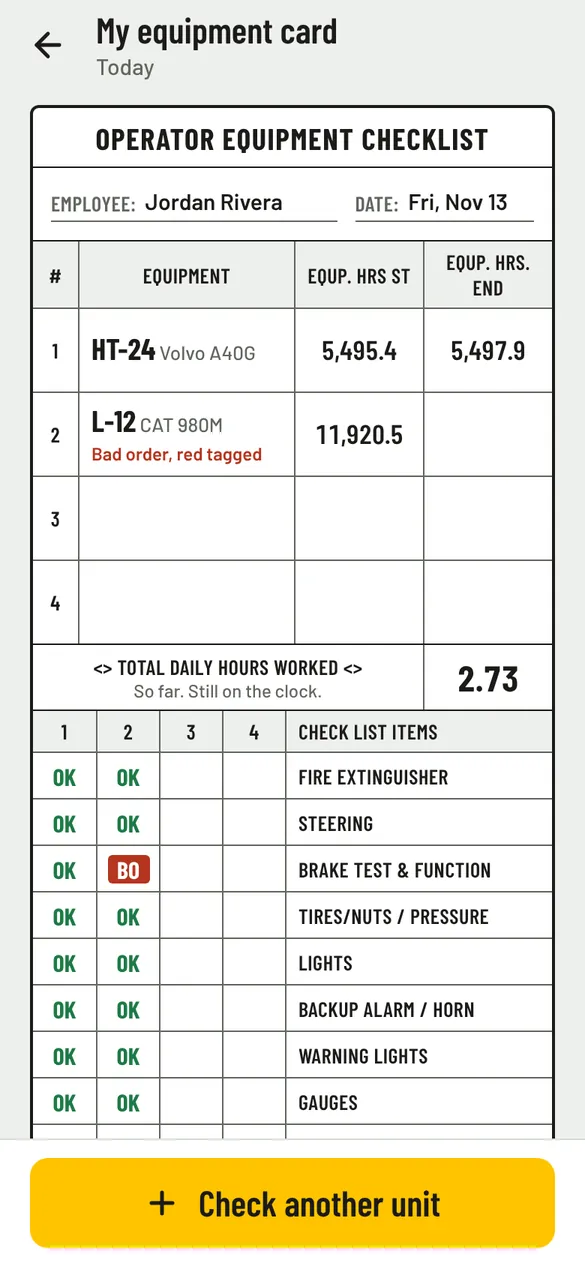 My equipment card
Today
OPERATOR EQUIPMENT CHECKLIST
EMPLOYEE: Jordan Rivera DATE: Fri, Nov 13
# EQUIPMENT EQUP. HRS ST EQUP. HRS. END
1 HT-24 Volvo A40G 5,495.4 5,497.9
2 L-12 CAT 980M 11,920.5
Bad order, red tagged
3
4
<> TOTAL DAILY HOURS WORKED <> 2.73
So far. Still on the clock.
1 2 3 4 CHECK LIST ITEMS
OK OK FIRE EXTINGUISHER
OK OK STEERING
OK BO BRAKE TEST & FUNCTION
OK OK TIRES/NUTS / PRESSURE
OK OK LIGHTS
OK OK BACKUP ALARM / HORN
OK OK WARNING LIGHTS
OK OK GAUGES
+ Check another unit